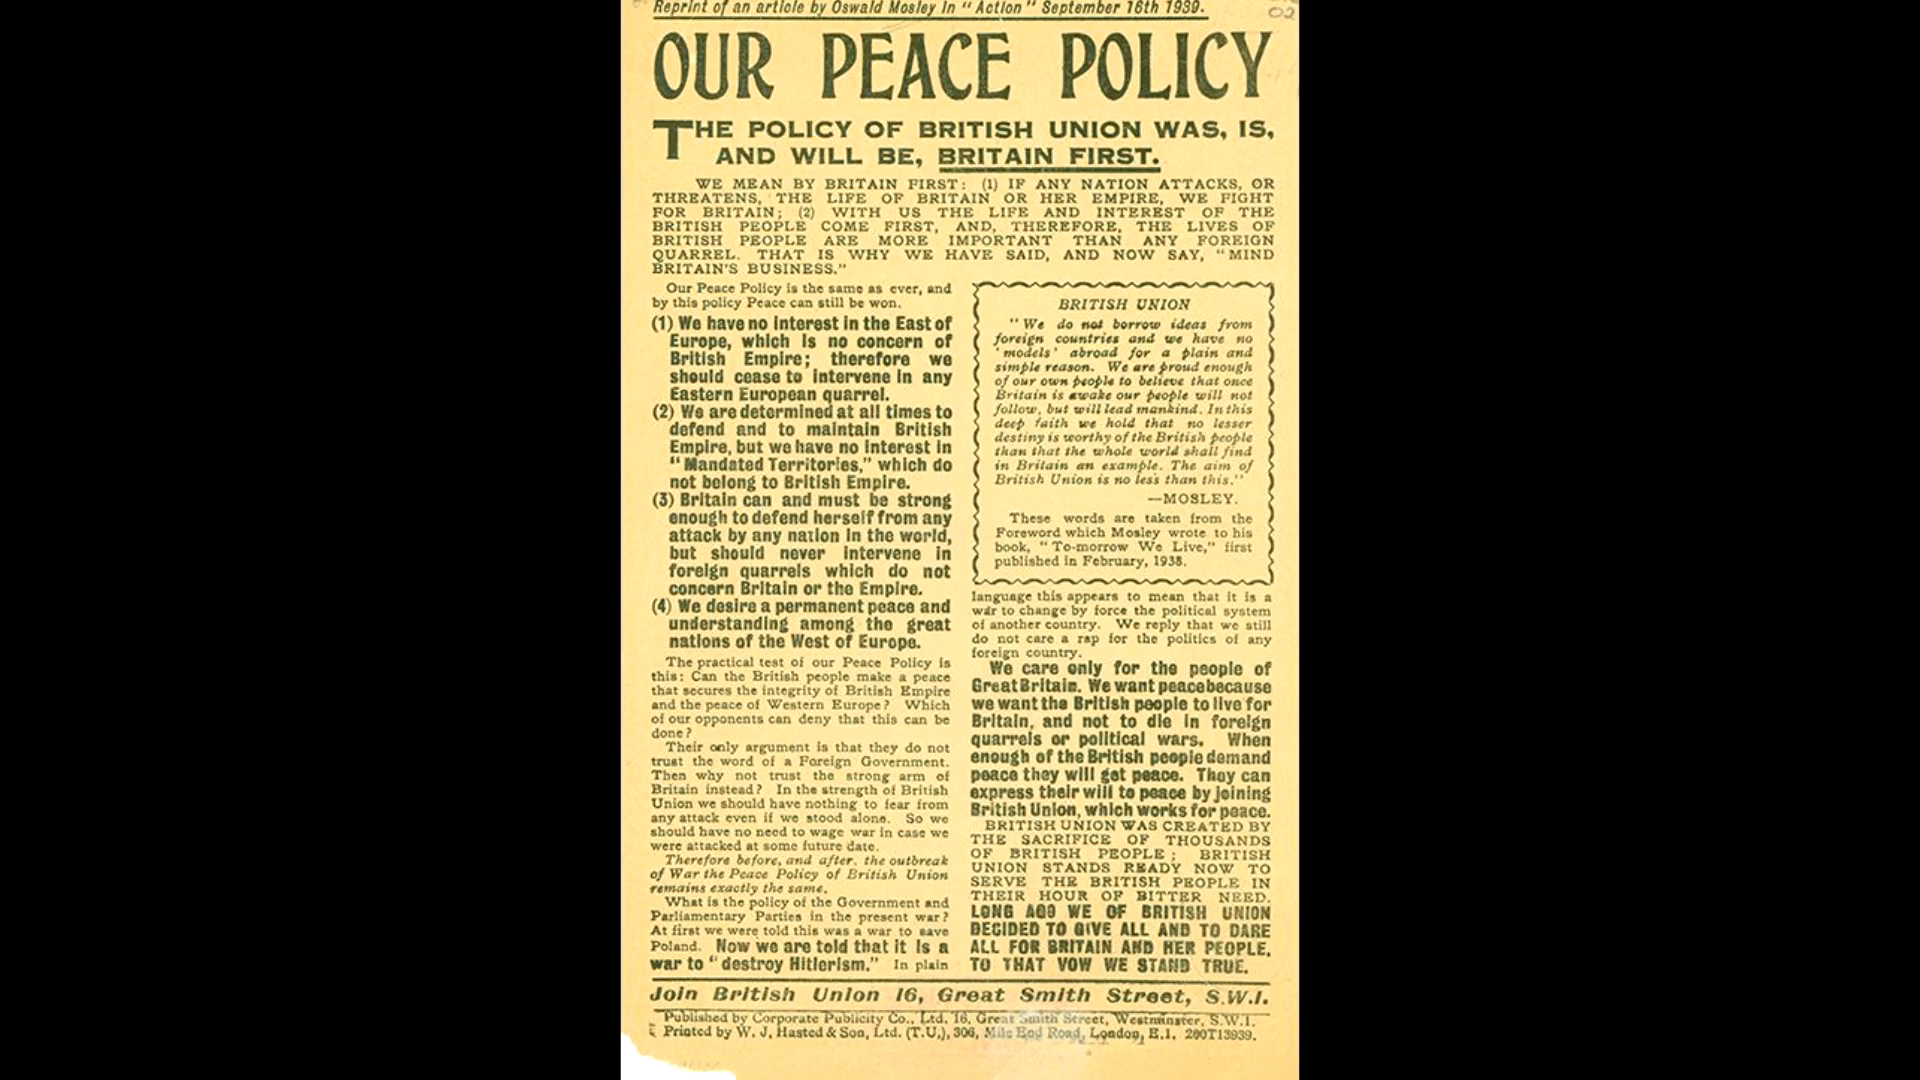 Reprint of an article by Oswald Mosley in "Action" September 16th 1939.
02
OUR PEACE POLICY
THE POLICY OF BRITISH UNION WAS, IS,
AND WILL BE, BRITAIN FIRST.
WE MEAN BY BRITAIN FIRST: (1) IF ANY NATION ATTACKS, OR
THREATENS, THE LIFE OF BRITAIN OR HER EMPIRE, WE FIGHT
FOR BRITAIN; (2) WITH US THE LIFE AND INTEREST OF THE
BRITISH PEOPLE COME FIRST, AND, THEREFORE, THE LIVES OF
BRITISH PEOPLE ARE MORE IMPORTANT THAN ANY FOREIGN
QUARREL. THAT IS WHY WE HAVE SAID, AND NOW SAY, "MIND
BRITAIN'S BUSINESS."
Our Peace Policy is the same as ever, and
by this policy Peace can still be won.
(1) We have no interest in the East of
Europe, which is no concern of
British Empire; therefore we
should cease to intervene in any
Eastern European quarrel.
(2) We are determined at all times to
defend and to maintain British
Empire, but we have no interest in
"Mandated Territories," which do
not belong to British Empire.
(3) Britain can and must be strong
enough to defend herself from any
attack by any nation in the world,
but should never intervene in
foreign quarrels which do not
concern Britain or the Empire.
(4) We desire a permanent peace and
understanding among the great
nations of the West of Europe.
The practical test of our Peace Policy is
this: Can the British people make a peace
that secures the integrity of British Empire
and the peace of Western Europe? Which
of our opponents can deny that this can be
done?
Their only argument is that they do not
trust the word of a Foreign Government.
Then why not trust the strong arm of
Britain instead? In the strength of British
Union we should have nothing to fear from
any attack even if we stood alone. So we
should have no need to wage war in case we
were attacked at some future date.
Therefore before, and after, the outbreak
of War the Peace Policy of British Union
remains exactly the same.
What is the policy of the Government and
Parliamentary Parties in the present war?
At first we were told this was a war to save
Poland. Now we are told that it is a
war to "destroy Hitlerism." In plain
BRITISH UNION
"We do not borrow ideas from
foreign countries and we have no
'models' abroad for a plain and
simple reason. We are proud enough
of our own people to believe that once
Britain is awake our people will not
follow, but will lead mankind. In this
deep faith we hold that no lesser
destiny is worthy of the British people
than that the whole world shall find
in Britain an example. The aim of
British Union is no less than this."
—MOSLEY.
These words are taken from the
Foreword which Mosley wrote to his
book, "To-morrow We Live," first
published in February, 1938.
language this appears to mean that it is a
war to change by force the political system
of another country. We reply that we still
do not care a rap for the politics of any
foreign country.
We care only for the people of
Great Britain. We want peace because
we want the British people to live for
Britain, and not to die in foreign
quarrels or political wars. When
enough of the British people demand
peace they will get peace. They can
express their will to peace by joining
British Union, which works for peace.
BRITISH UNION WAS CREATED BY
THE SACRIFICE OF THOUSANDS
OF BRITISH PEOPLE; BRITISH
UNION STANDS READY NOW TO
SERVE THE BRITISH PEOPLE IN
THEIR HOUR OF BITTER NEED.
LONG AGO WE OF BRITISH UNION
DECIDED TO GIVE ALL AND TO DARE
ALL FOR BRITAIN AND HER PEOPLE.
TO THAT VOW WE STAND TRUE.
Join British Union 16, Great Smith Street, S.W.1.
Published by Corporate Publicity Co., Ltd. 16, Great Smith Street, Westminster, S.W.1.
Printed by W. J. Hasted & Son, Ltd. (T.U.), 306, Mile End Road, London, E.1, 200T13939.